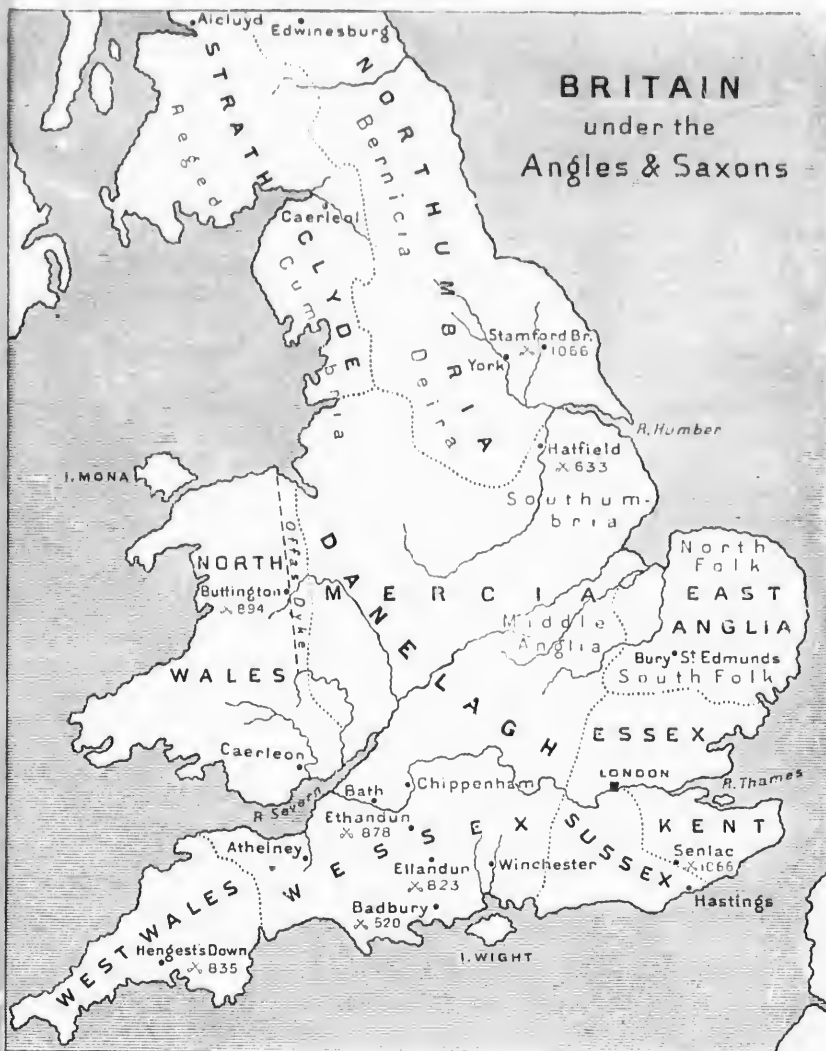 BRITAIN
under the
Angles & Saxons
Alcluyd
Edwinesburg
STRATH CLYDE
Reged
NORTHUMBRIA
Bernicia
Caerleol
Cumbria
Deira
Stamford Br.
1066
York
R. Humber
Hatfield
633
Southum-
bria
I. MONA
Offas Dyke
NORTH
WALES
Buttington
894
DANELAGH
MERCIA
Middle
Anglia
North
Folk
EAST
ANGLIA
Bury St. Edmunds
South Folk
ESSEX
Caerleon
R. Severn
Bath
Chippenham
LONDON
R. Thames
Ethandun
878
WESSEX
SUSSEX
KENT
Senlac
1066
Athelney
Ellandun
823
Winchester
Hastings
Badbury
520
WEST WALES
Hengest's Down
835
I. WIGHT